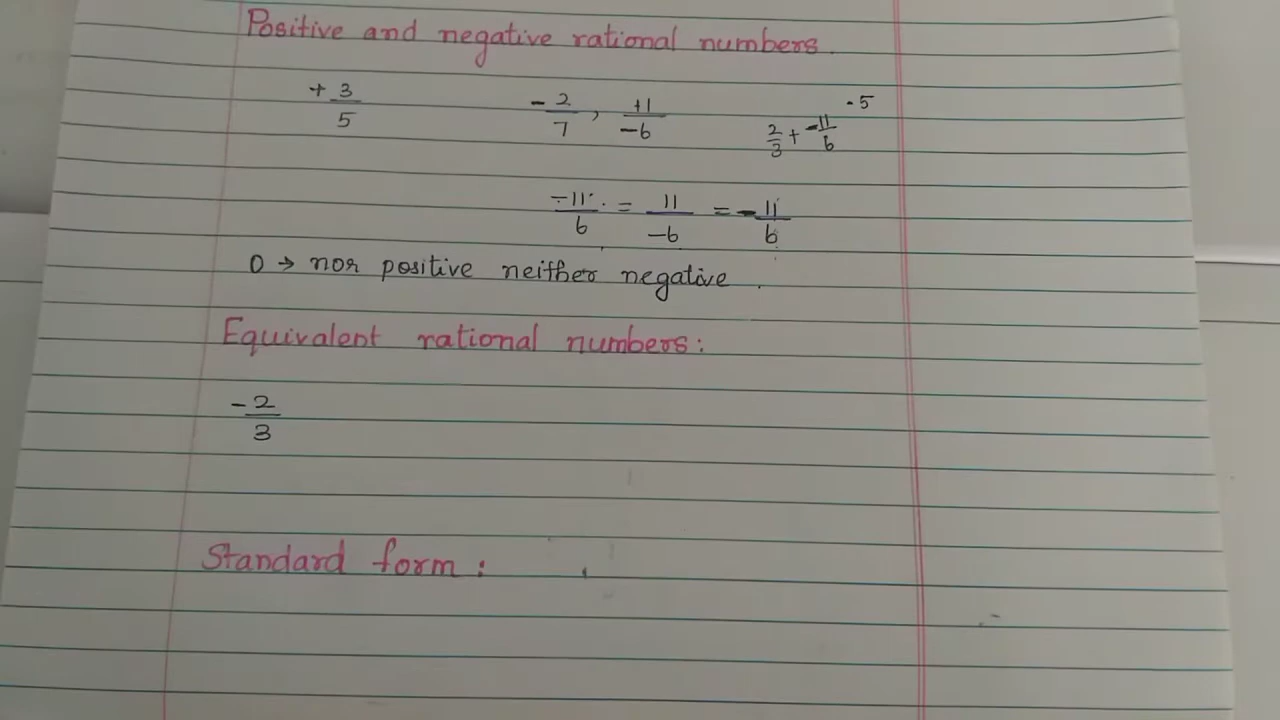 Positive and negative rational numbers.
+3/5 -2/7, +1/-6 2/3 + -11/6 -5
-11/6 = 11/-6 = -11/6
0 → nor positive neither negative.
Equivalent rational numbers:
-2/3
Standard form: